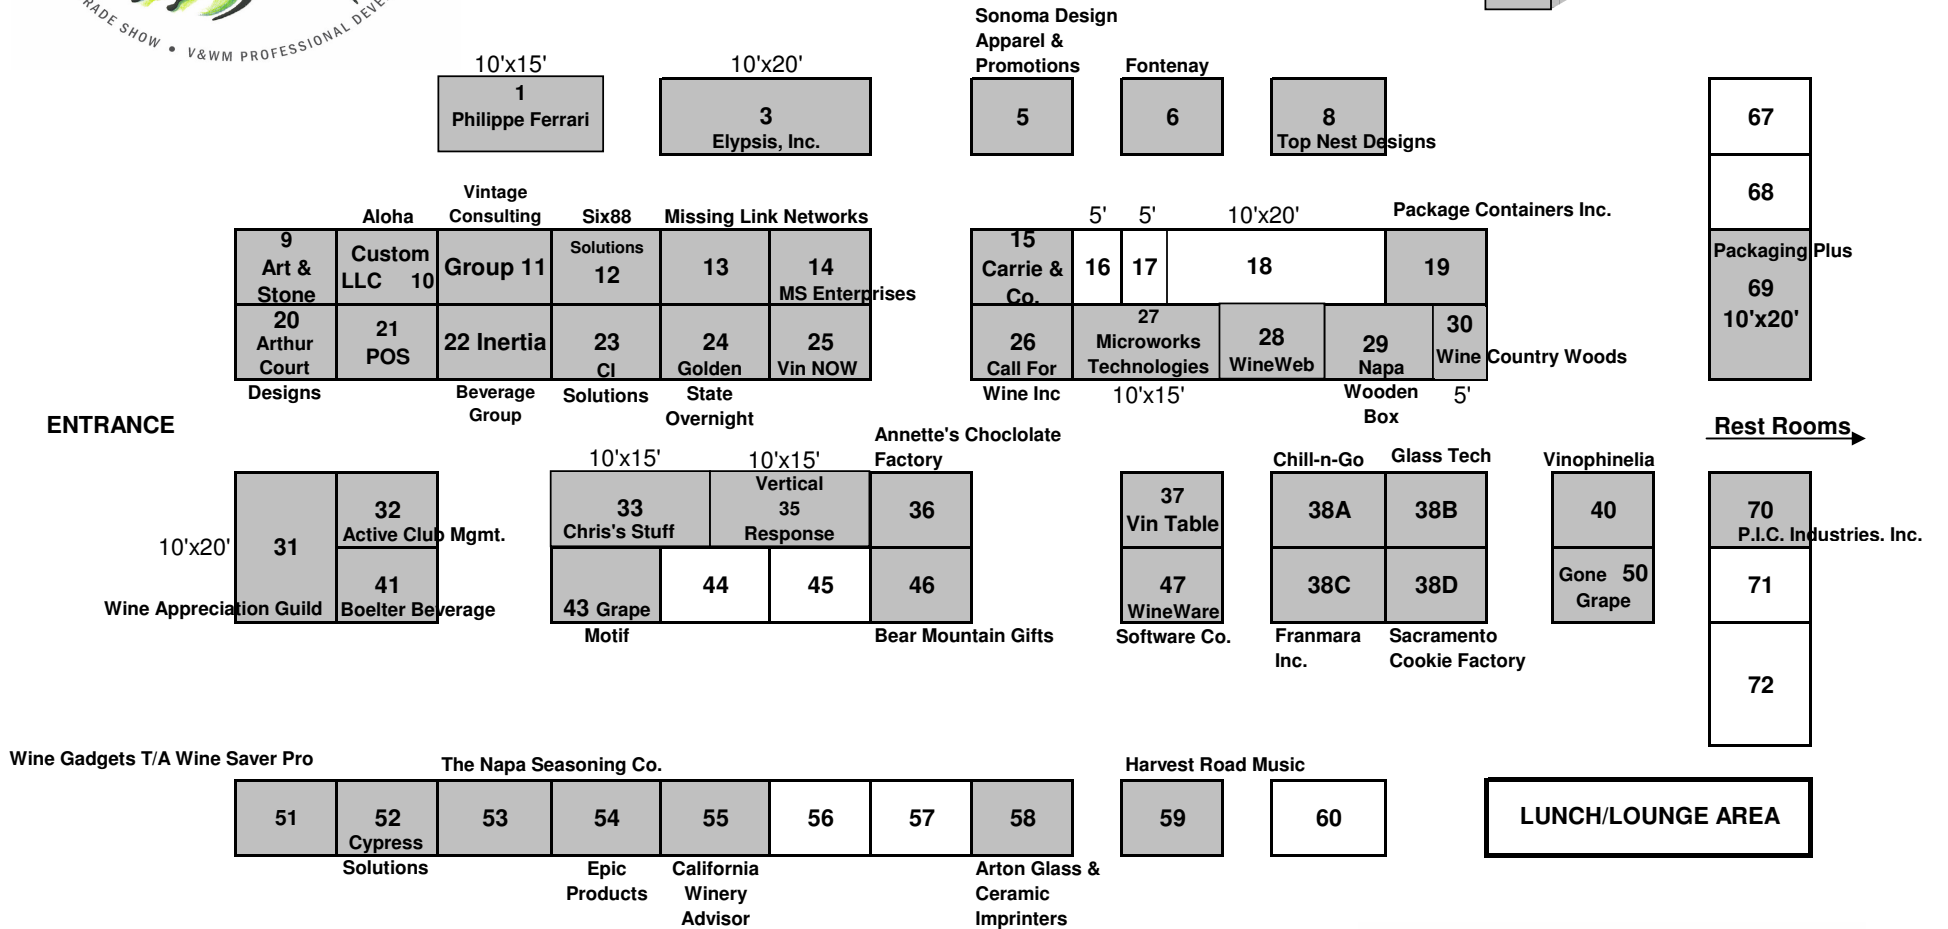 RADE SHOW • V&WM PROFESSIONAL DEVE
Sonoma Design
Apparel &
Promotions
Fontenay
10'x15'
10'x20'
1
Philippe Ferrari
3
Elypsis, Inc.
5
6
8
Top Nest Designs
67
68
Packaging Plus
69
10'x20'
Aloha
Vintage
Consulting
Six88
Missing Link Networks
5'
5'
10'x20'
Package Containers Inc.
9
Art &
Stone
Custom
LLC 10
Group 11
Solutions
12
13
14
MS Enterprises
15
Carrie &
Co.
16
17
18
19
20
Arthur
Court
Designs
21
POS
22 Inertia
Beverage
Group
23
CI
Solutions
24
Golden
State
Overnight
25
Vin NOW
26
Call For
Wine Inc
27
Microworks
Technologies
10'x15'
28
WineWeb
29
Napa
Wooden
Box
30
Wine Country Woods
5'
ENTRANCE
Rest Rooms
10'x20'
31
Wine Appreciation Guild
32
Active Club Mgmt.
41
Boelter Beverage
10'x15'
33
Chris's Stuff
10'x15'
Vertical
35
Response
Annette's Choclolate
Factory
36
43 Grape
Motif
44
45
46
Bear Mountain Gifts
37
Vin Table
47
WineWare
Software Co.
Chill-n-Go
38A
Glass Tech
38B
38C
Franmara
Inc.
38D
Sacramento
Cookie Factory
Vinophinelia
40
Gone 50
Grape
70
P.I.C. Industries. Inc.
71
72
Wine Gadgets T/A Wine Saver Pro
The Napa Seasoning Co.
Harvest Road Music
51
52
Cypress
Solutions
53
54
Epic
Products
55
California
Winery
Advisor
56
57
58
Arton Glass &
Ceramic
Imprinters
59
60
LUNCH/LOUNGE AREA